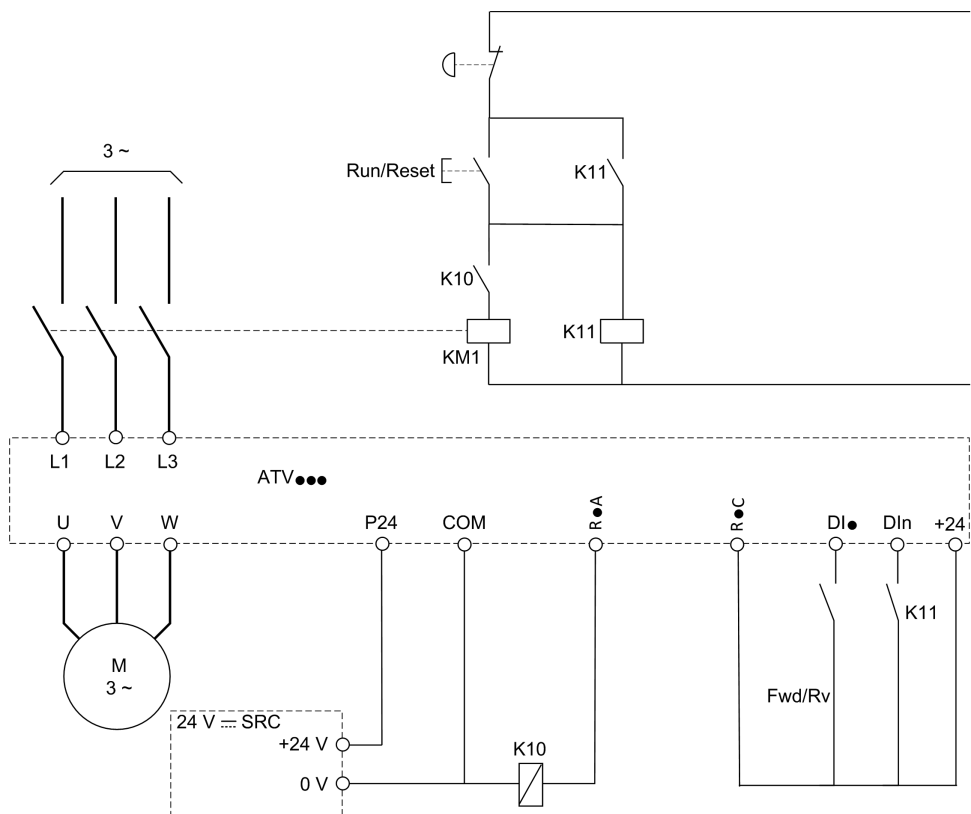 3 ~
Run/Reset
K11
K10
KM1
K11
L1 L2 L3
ATV●●●
U V W P24 COM R●A R●C DI● DIn +24
K11
M
3 ~
Fwd/Rv
24 V ⎓ SRC
+24 V
K10
0 V